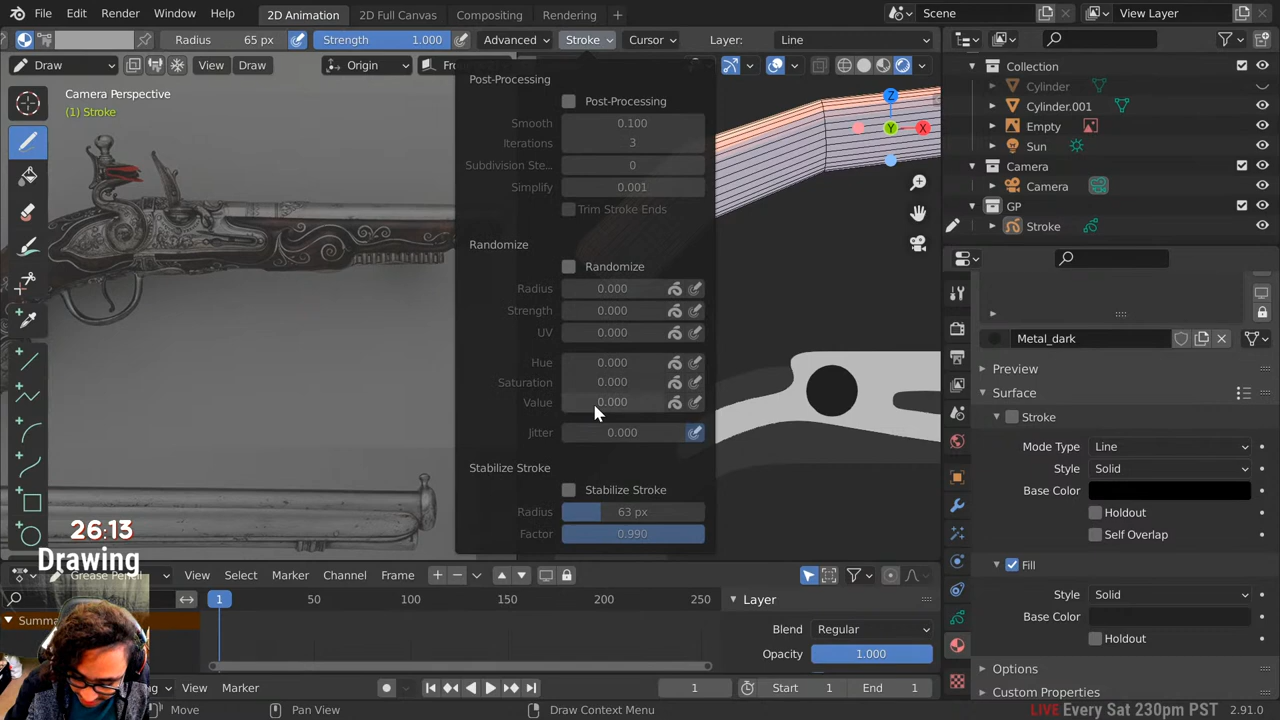 File Edit Render Window Help 2D Animation 2D Full Canvas Compositing Rendering + Scene View Layer
Radius 65 px Strength 1.000 Advanced Stroke Cursor Layer: Line
Draw View Draw Origin
Camera Perspective
(1) Stroke
Post-Processing
Post-Processing
Smooth 0.100
Iterations 3
Subdivision Ste... 0
Simplify 0.001
Trim Stroke Ends
Randomize
Randomize
Radius 0.000
Strength 0.000
UV 0.000
Hue 0.000
Saturation 0.000
Value 0.000
Jitter 0.000
Stabilize Stroke
Stabilize Stroke
Radius 63 px
Factor 0.990
Z
Y
X
Collection
Cylinder
Cylinder.001
Empty
Sun
Camera
Camera
GP
Stroke
Metal_dark
Preview
Surface
Stroke
Mode Type Line
Style Solid
Base Color
Holdout
Self Overlap
Fill
Style Solid
Base Color
Holdout
Options
Custom Properties
26:13
Drawing
Grease Pencil View Select Marker Channel Frame
1 50 100 150 200 250
Summa
Layer
Blend Regular
Opacity 1.000
View Marker 1 Start 1 End 1
Move Pan View Draw Context Menu
LIVE Every Sat 230pm PST 2.91.0